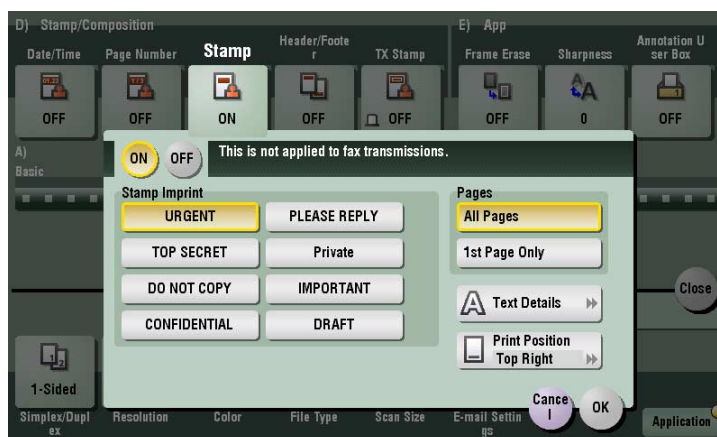 D) Stamp/Composition
E) App
Date/Time
Page Number
Stamp
Header/Foote
r
TX Stamp
Frame Erase
Sharpness
Annotation U
ser Box
OFF
OFF
ON
OFF
OFF
OFF
0
OFF
A)
Basic
ON
OFF
This is not applied to fax transmissions.
Stamp Imprint
URGENT
PLEASE REPLY
TOP SECRET
Private
DO NOT COPY
IMPORTANT
CONFIDENTIAL
DRAFT
Pages
All Pages
1st Page Only
Text Details
Print Position
Top Right
Close
1-Sided
Cance
l
OK
Simplex/Dupl
ex
Resolution
Color
File Type
Scan Size
E-mail Settin
gs
Application